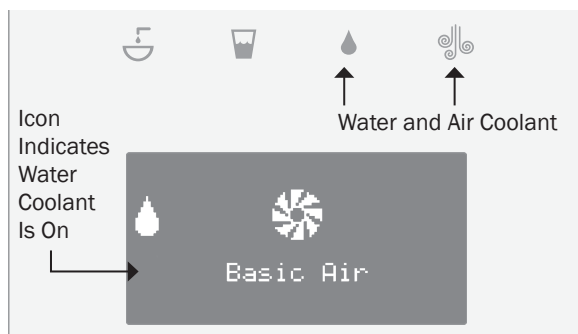 Icon
Indicates
Water
Coolant
Is On
Water and Air Coolant
Basic Air